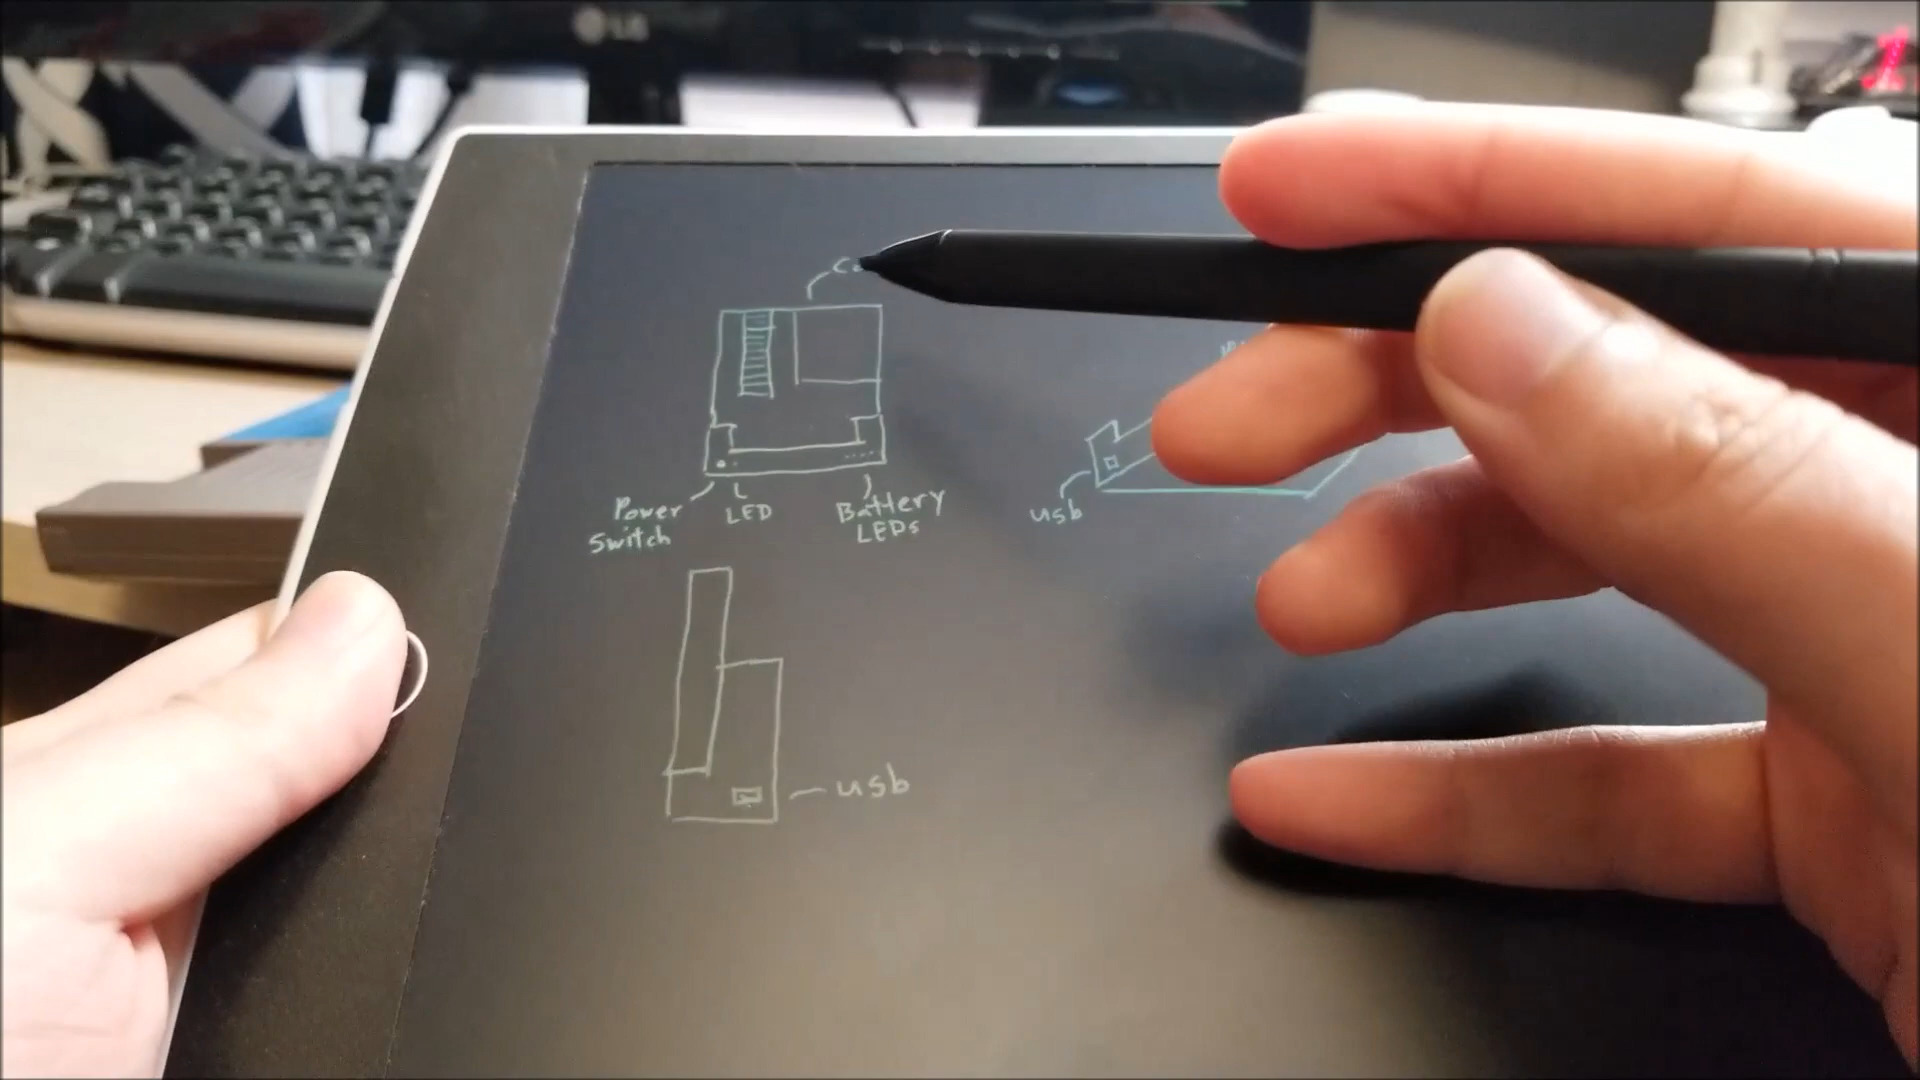 LG
Power
Switch
LED
Battery
LEDs
usb
usb